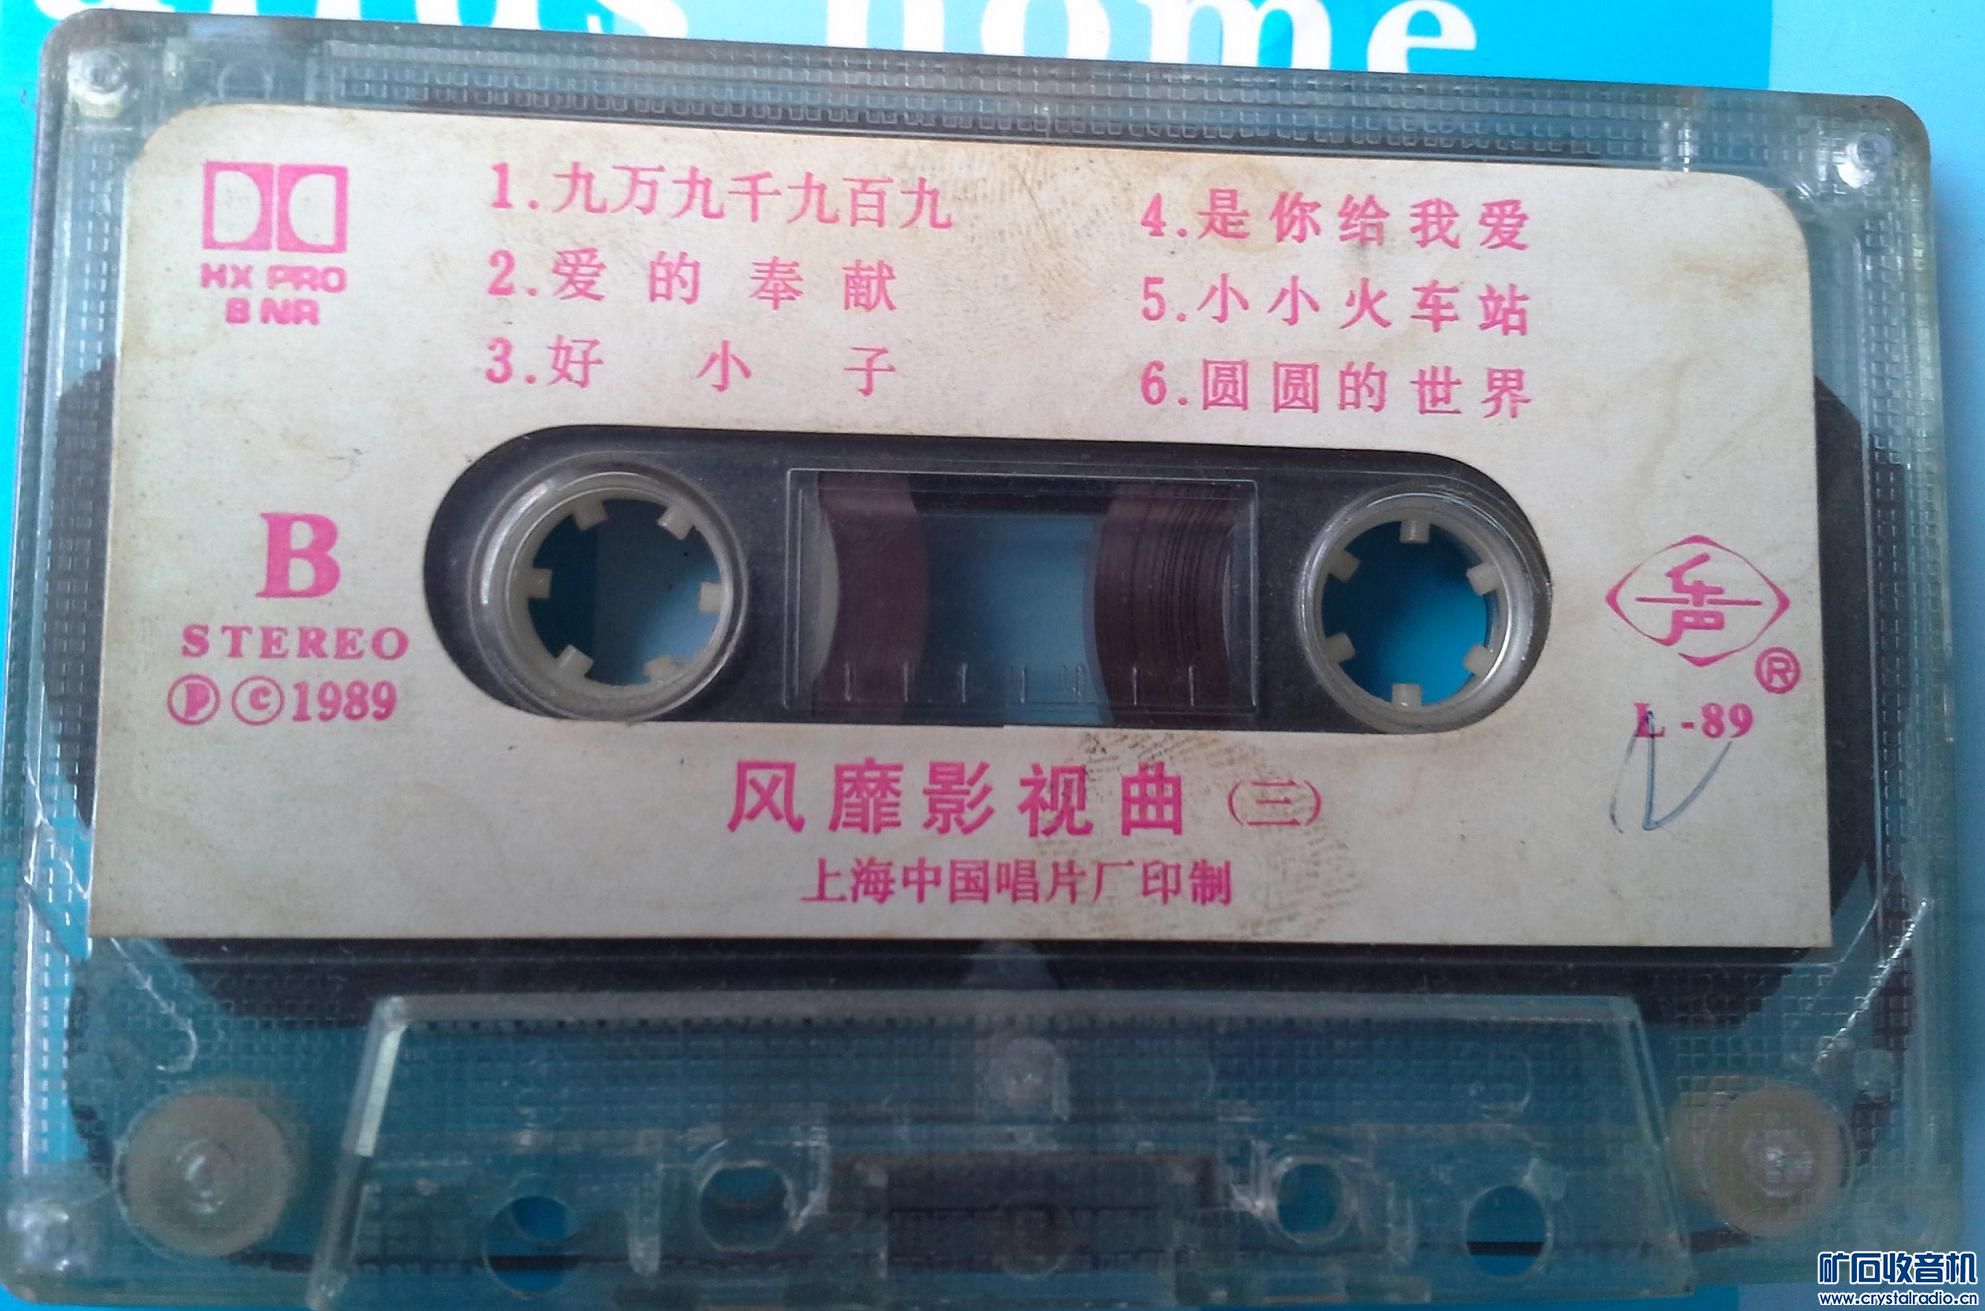 HX PRO
B NR
1.九万九千九百九
2.爱的奉献
3.好小子
4.是你给我爱
5.小小火车站
6.圆圆的世界
B
STEREO
Ⓟ ©1989
乐声
®
L-89
风靡影视曲(三)
上海中国唱片厂印制
home
矿石收音机
www.crystalradio.cn